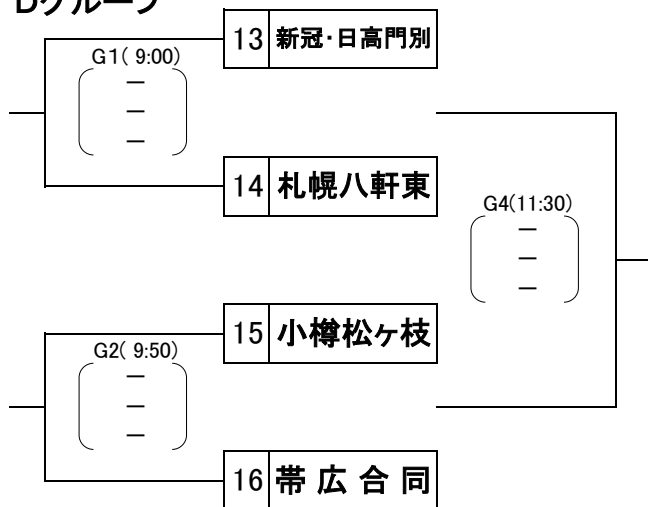 Dグループ
13 新冠・日高門別
G1( 9:00)
－
－
－
14 札幌八軒東
G4(11:30)
－
－
－
15 小樽松ヶ枝
G2( 9:50)
－
－
－
16 帯広合同